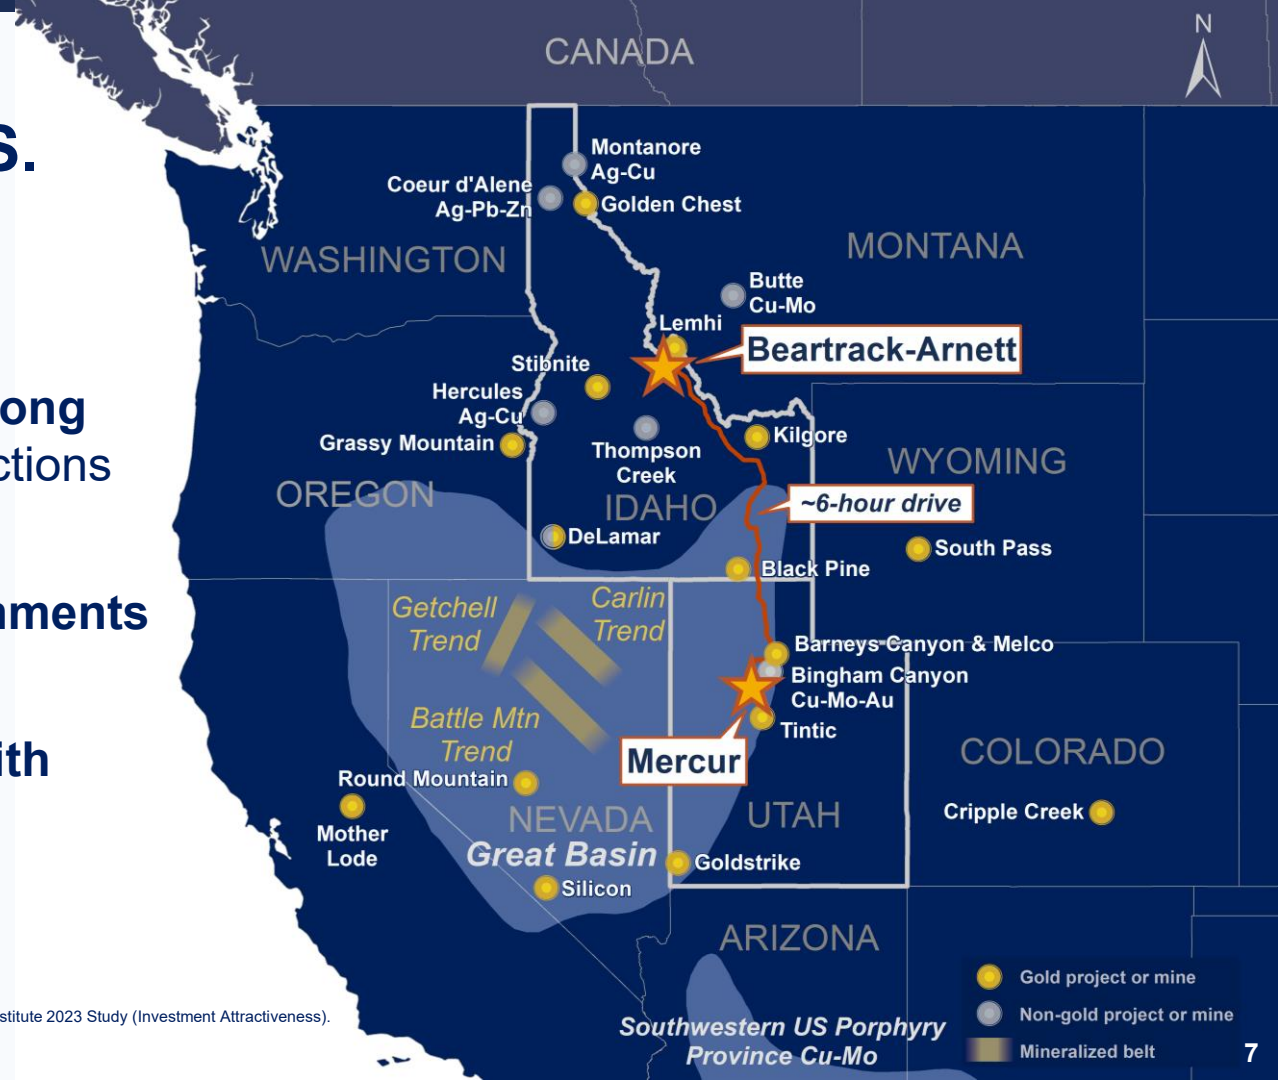 S.
ong
ctions
nments
ith
stitute 2023 Study (Investment Attractiveness).
CANADA
N
Montanore
Ag-Cu
Coeur d'Alene
Ag-Pb-Zn
Golden Chest
WASHINGTON
MONTANA
Butte
Cu-Mo
Lemhi
Beartrack-Arnett
Stibnite
Hercules
Ag-Cu
Grassy Mountain
Thompson
Creek
Kilgore
WYOMING
OREGON
IDAHO
~6-hour drive
DeLamar
South Pass
Black Pine
Getchell
Trend
Carlin
Trend
Barneys Canyon & Melco
Bingham Canyon
Cu-Mo-Au
Battle Mtn
Trend
Tintic
Mercur
COLORADO
Round Mountain
Mother
Lode
NEVADA
UTAH
Cripple Creek
Great Basin
Goldstrike
Silicon
ARIZONA
Southwestern US Porphyry
Province Cu-Mo
Gold project or mine
Non-gold project or mine
Mineralized belt
7